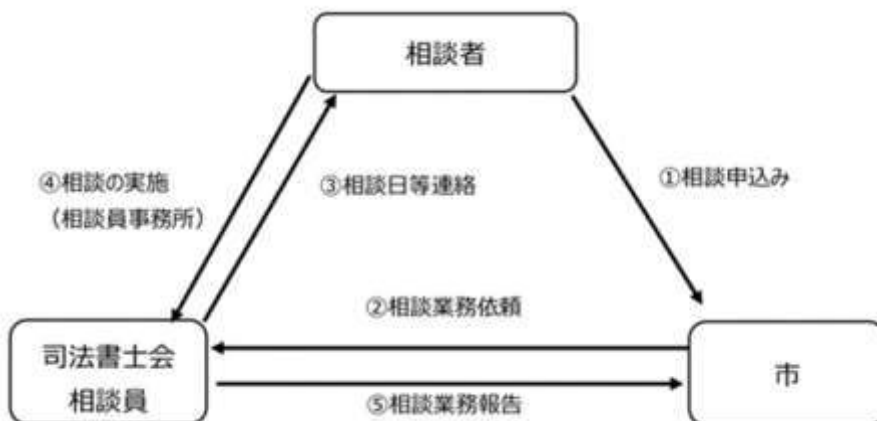 相談者
④相談の実施
（相談員事務所）
③相談日等連絡
①相談申込み
②相談業務依頼
司法書士会
相談員
市
⑤相談業務報告